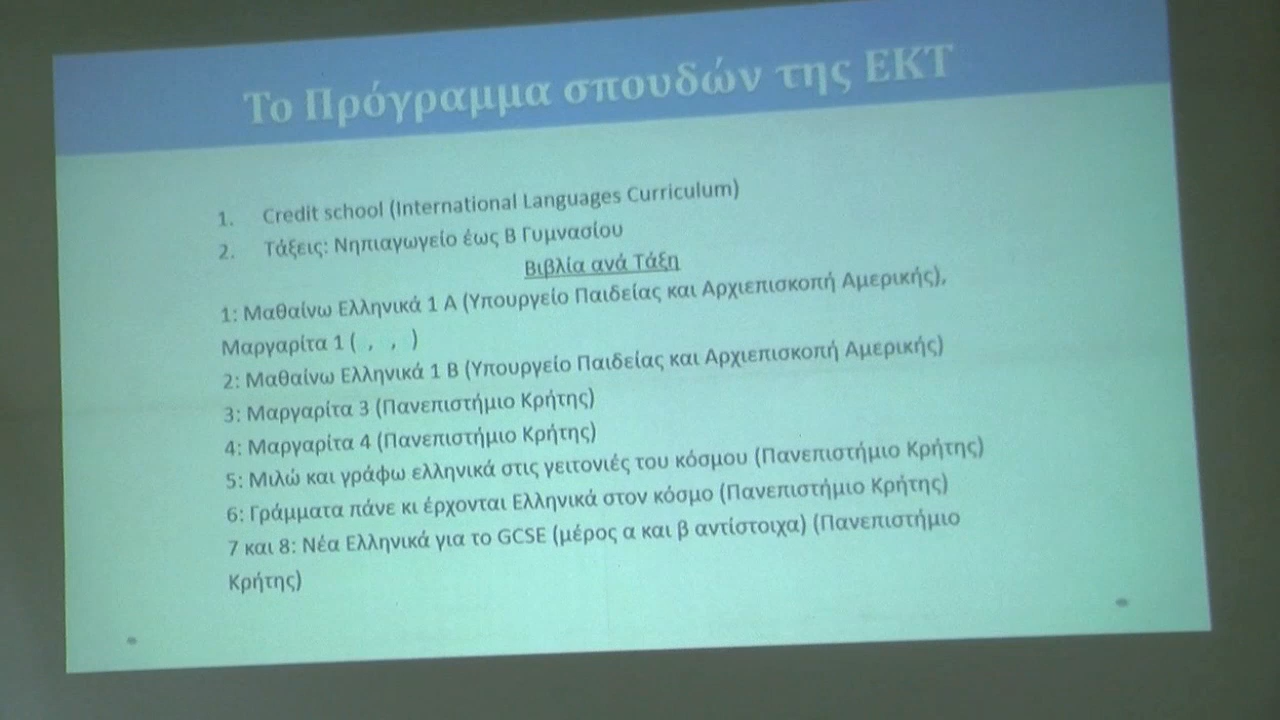 Το Πρόγραμμα σπουδών της ΕΚΤ
1. Credit school (International Languages Curriculum)
2. Τάξεις: Νηπιαγωγείο έως Β Γυμνασίου
Βιβλία ανά Τάξη
1: Μαθαίνω Ελληνικά 1 Α (Υπουργείο Παιδείας και Αρχιεπισκοπή Αμερικής),
Μαργαρίτα 1 ( , , )
2: Μαθαίνω Ελληνικά 1 Β (Υπουργείο Παιδείας και Αρχιεπισκοπή Αμερικής)
3: Μαργαρίτα 3 (Πανεπιστήμιο Κρήτης)
4: Μαργαρίτα 4 (Πανεπιστήμιο Κρήτης)
5: Μιλώ και γράφω ελληνικά στις γειτονιές του κόσμου (Πανεπιστήμιο Κρήτης)
6: Γράμματα πάνε κι έρχονται Ελληνικά στον κόσμο (Πανεπιστήμιο Κρήτης)
7 και 8: Νέα Ελληνικά για το GCSE (μέρος α και β αντίστοιχα) (Πανεπιστήμιο
Κρήτης)